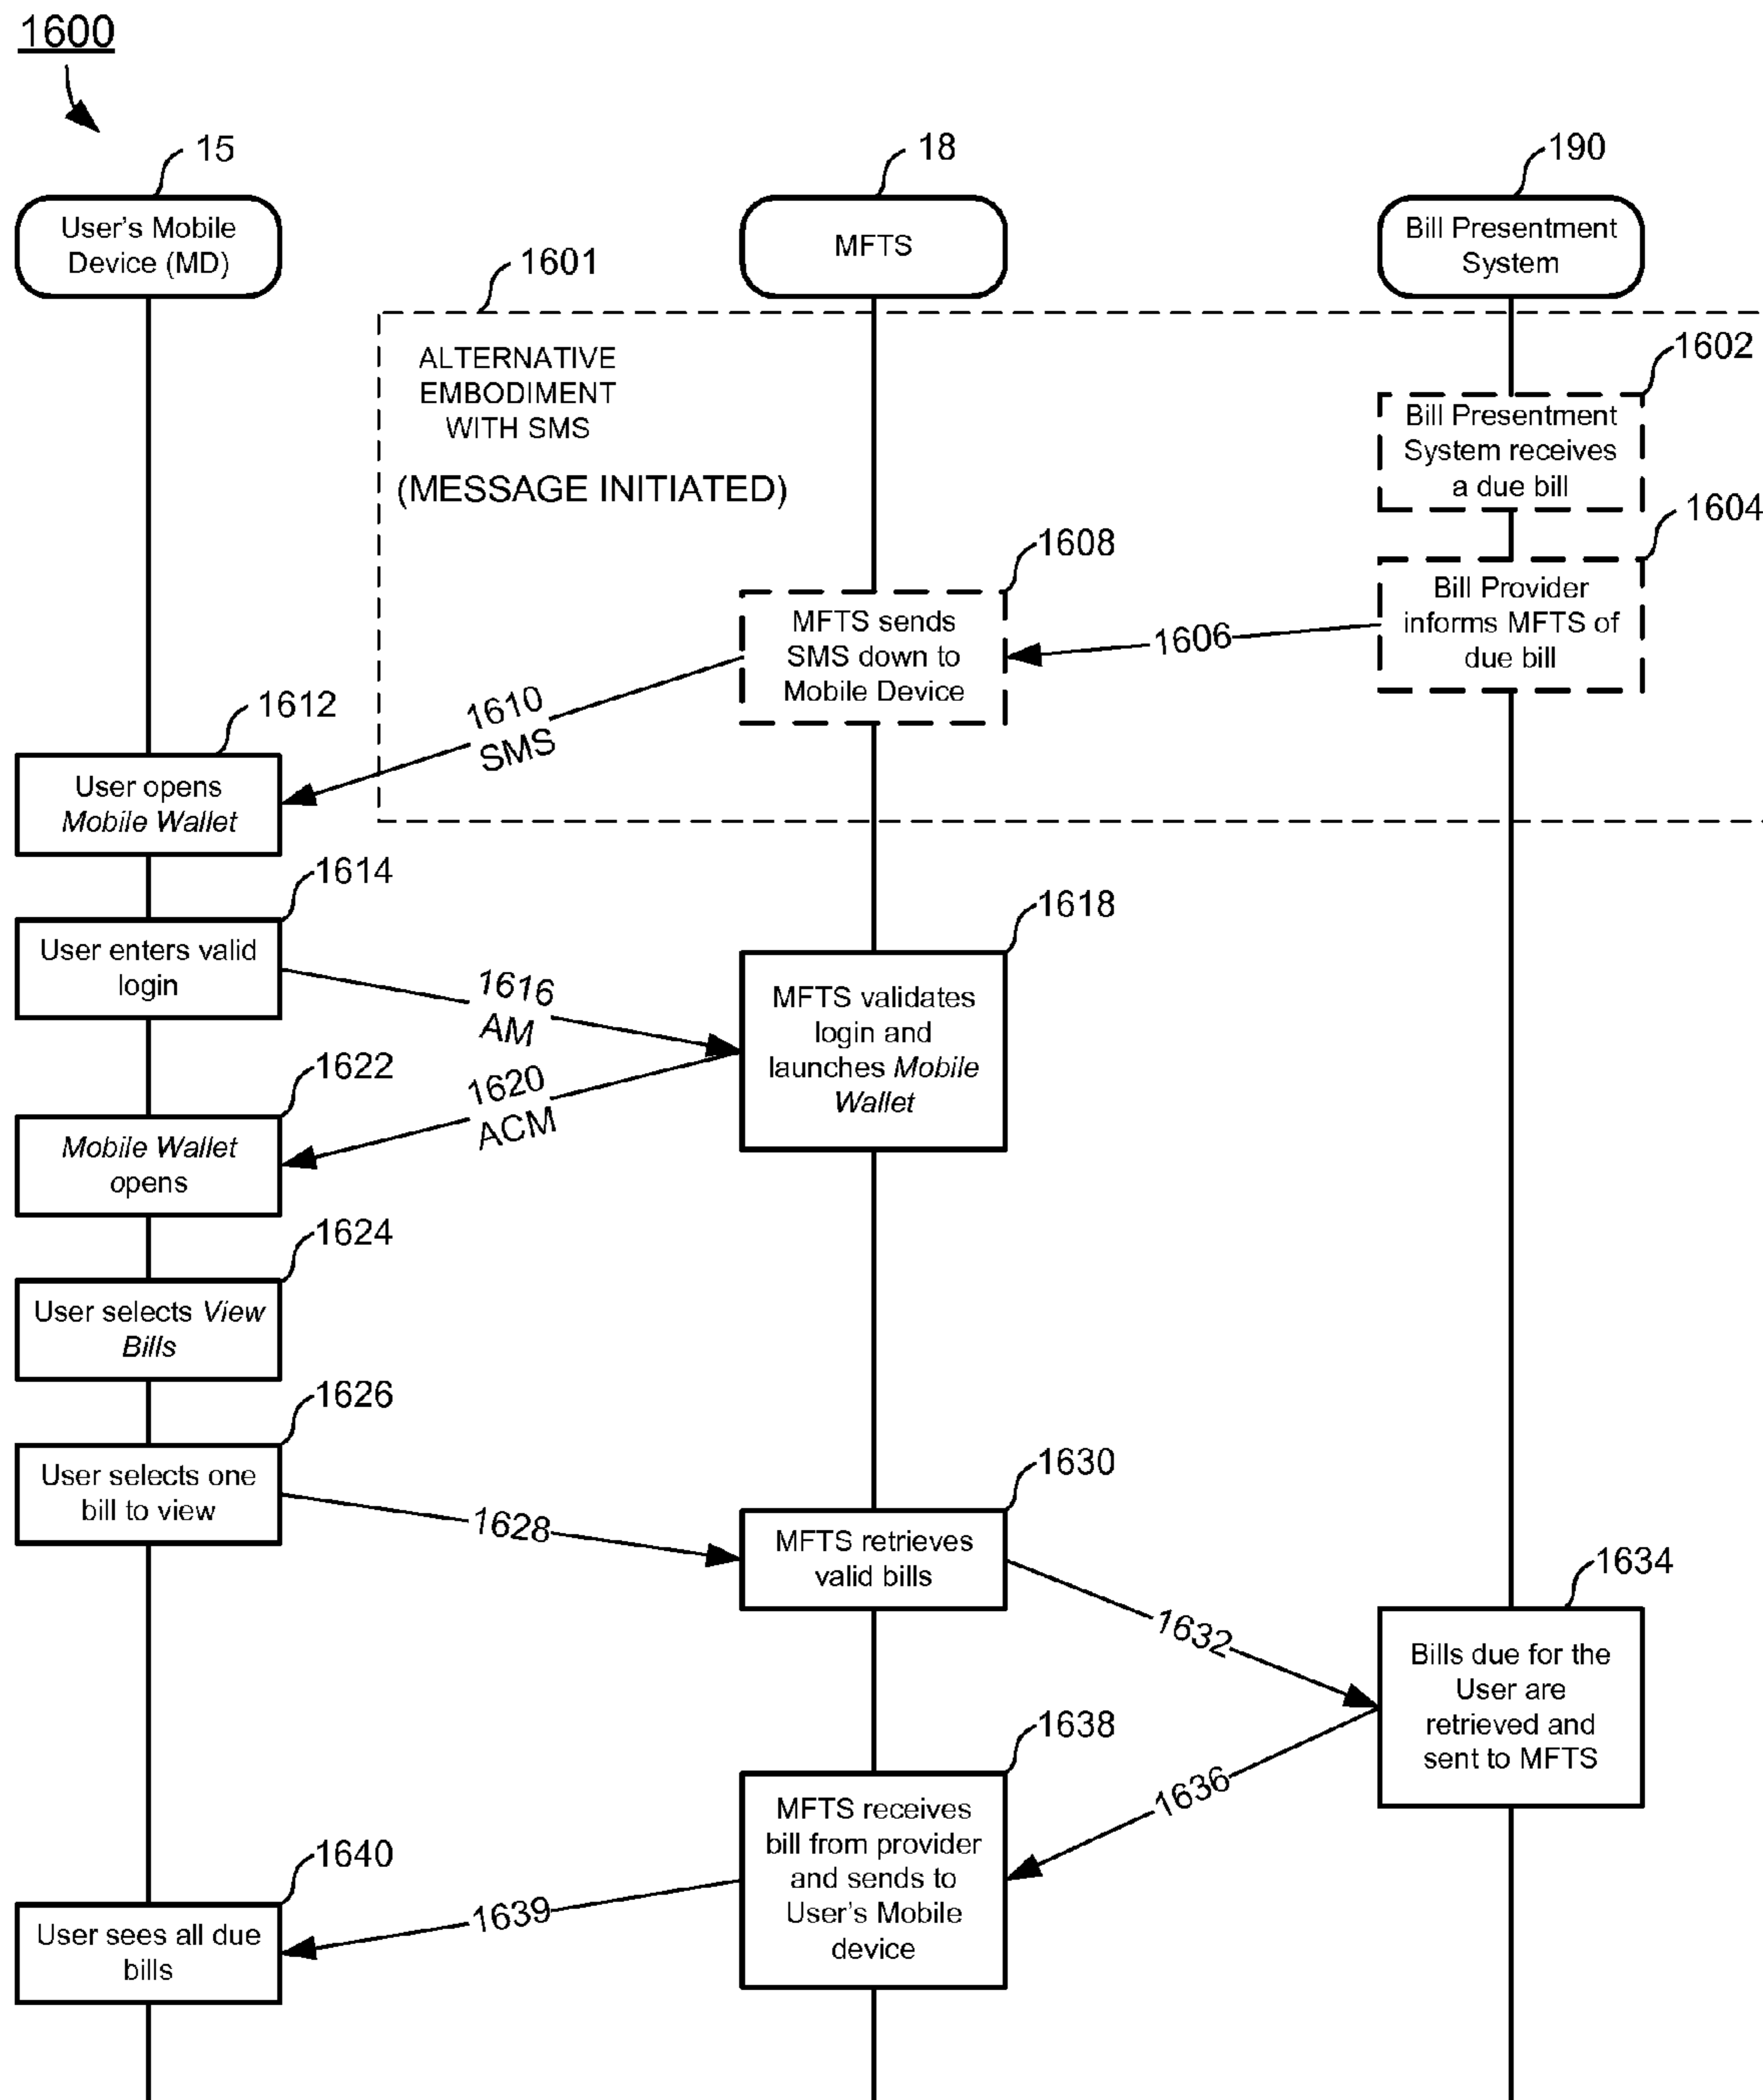 1600
15
18
190
User's Mobile
Device (MD)
MFTS
Bill Presentment
System
1601
ALTERNATIVE
EMBODIMENT
WITH SMS
(MESSAGE INITIATED)
1602
Bill Presentment
System receives
a due bill
1604
Bill Provider
informs MFTS of
due bill
1606
1608
MFTS sends
SMS down to
Mobile Device
1610
SMS
1612
User opens
Mobile Wallet
1614
User enters valid
login
1616
AM
1618
MFTS validates
login and
launches Mobile
Wallet
1620
ACM
1622
Mobile Wallet
opens
1624
User selects View
Bills
1626
User selects one
bill to view
1628
1630
MFTS retrieves
valid bills
1632
1634
Bills due for the
User are
retrieved and
sent to MFTS
1636
1638
MFTS receives
bill from provider
and sends to
User's Mobile
device
1639
1640
User sees all due
bills